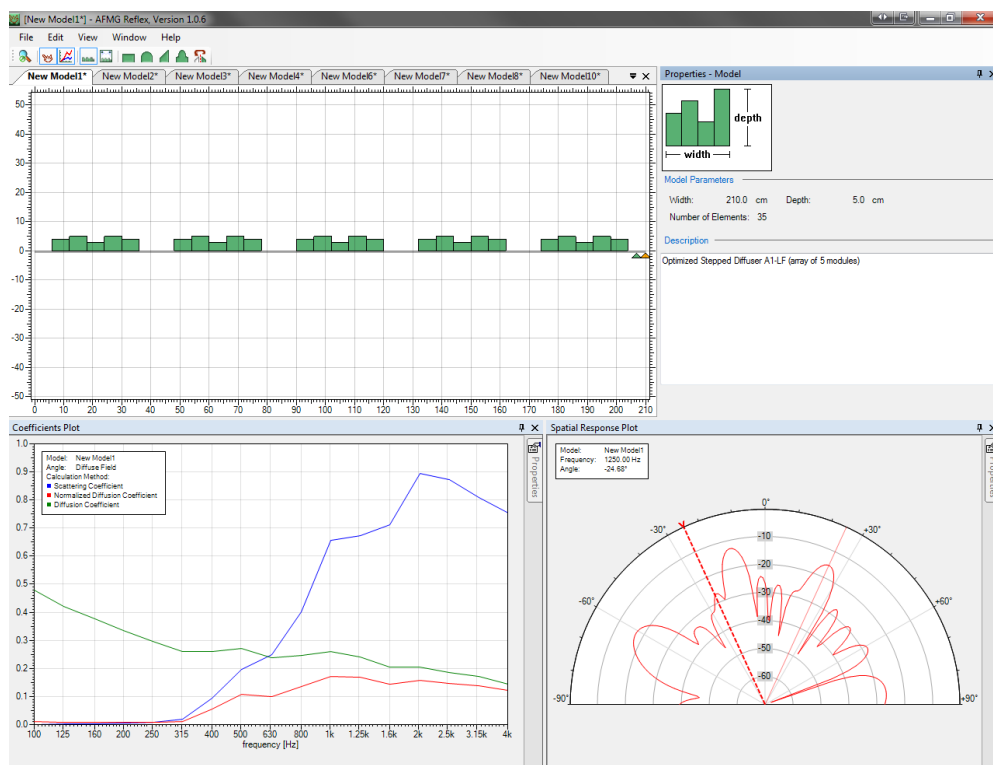 [New Model1*] - AFMG Reflex, Version 1.0.6
File Edit View Window Help
New Model1* New Model2* New Model3* New Model4* New Model6* New Model7* New Model8* New Model10*
50
40
30
20
10
0
-10
-20
-30
-40
-50
0 10 20 30 40 50 60 70 80 90 100 110 120 130 140 150 160 170 180 190 200 210
Properties - Model
depth
width
Model Parameters
Width: 210.0 cm Depth: 5.0 cm
Number of Elements: 35
Description
Optimized Stepped Diffuser A1-LF (array of 5 modules)
Coefficients Plot
Properties
1.0
0.9
0.8
0.7
0.6
0.5
0.4
0.3
0.2
0.1
0.0
Model: New Model1
Angle: Diffuse Field
Calculation Method:
Scattering Coefficient
Normalized Diffusion Coefficient
Diffusion Coefficient
100 125 160 200 250 315 400 500 630 800 1k 1.25k 1.6k 2k 2.5k 3.15k 4k
frequency [Hz]
Spatial Response Plot
Properties
Model: New Model1
Frequency: 1250.00 Hz
Angle: -24.68°
0°
-30° +30°
-60° +60°
-90° +90°
-10
-20
-30
-40
-50
-60